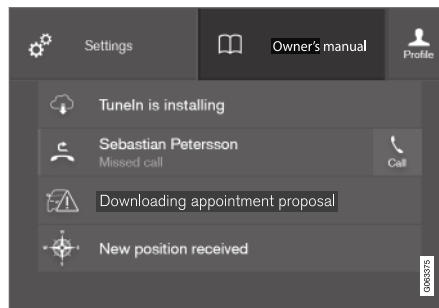 Settings
Owner's manual
Profile
TuneIn is installing
Sebastian Petersson
Missed call
Call
Downloading appointment proposal
New position received
G063375